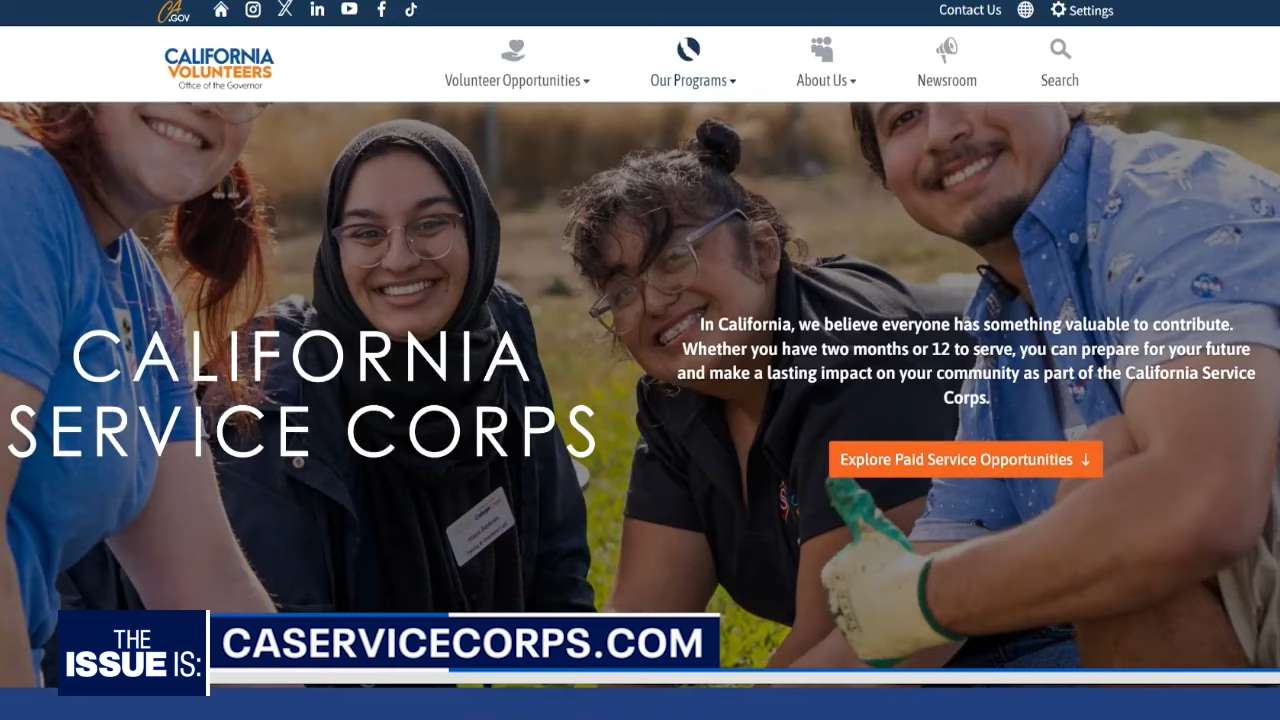 CA
.GOV
Contact Us
Settings
CALIFORNIA
VOLUNTEERS
Office of the Governor
Volunteer Opportunities
Our Programs
About Us
Newsroom
Search
CALIFORNIA
SERVICE CORPS
In California, we believe everyone has something valuable to contribute.
Whether you have two months or 12 to serve, you can prepare for your future
and make a lasting impact on your community as part of the California Service
Corps.
Explore Paid Service Opportunities ↓
THE
ISSUE IS:
CASERVICECORPS.COM